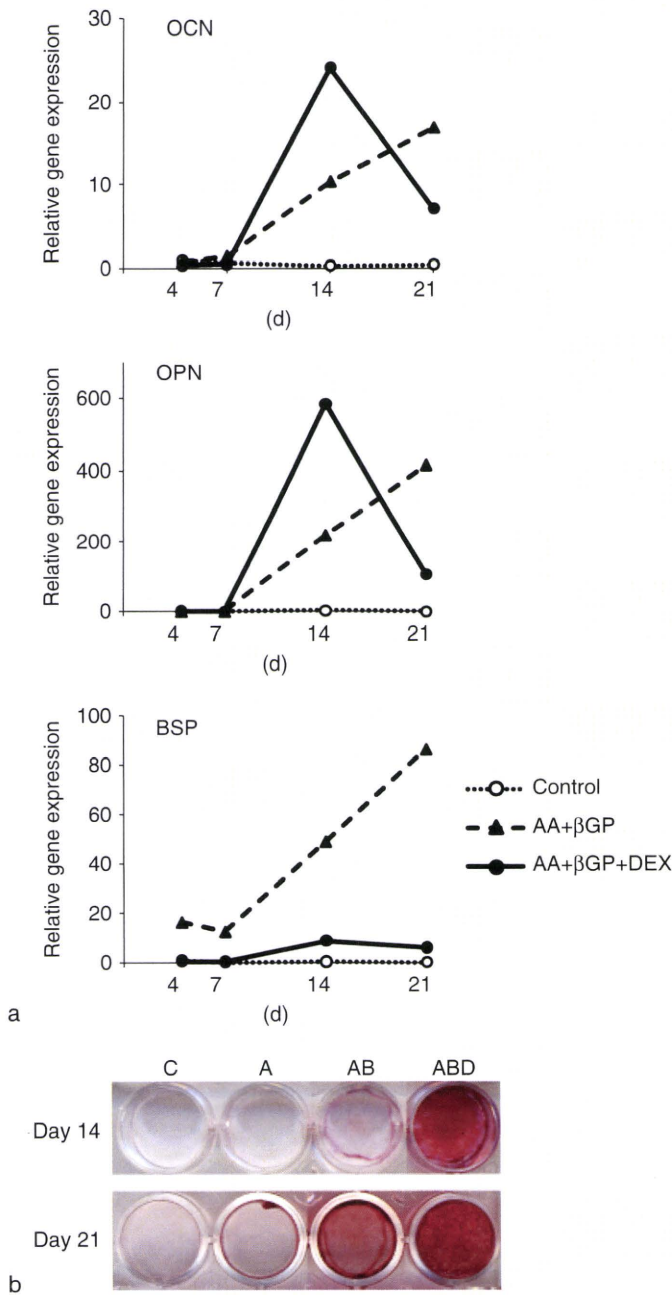 OCN
Relative gene expression
30
20
10
0
4 7 14 21
(d)
OPN
Relative gene expression
600
400
200
0
4 7 14 21
(d)
BSP
Relative gene expression
100
80
60
40
20
0
4 7 14 21
(d)
Control
AA+βGP
AA+βGP+DEX
a
C A AB ABD
Day 14
Day 21
b